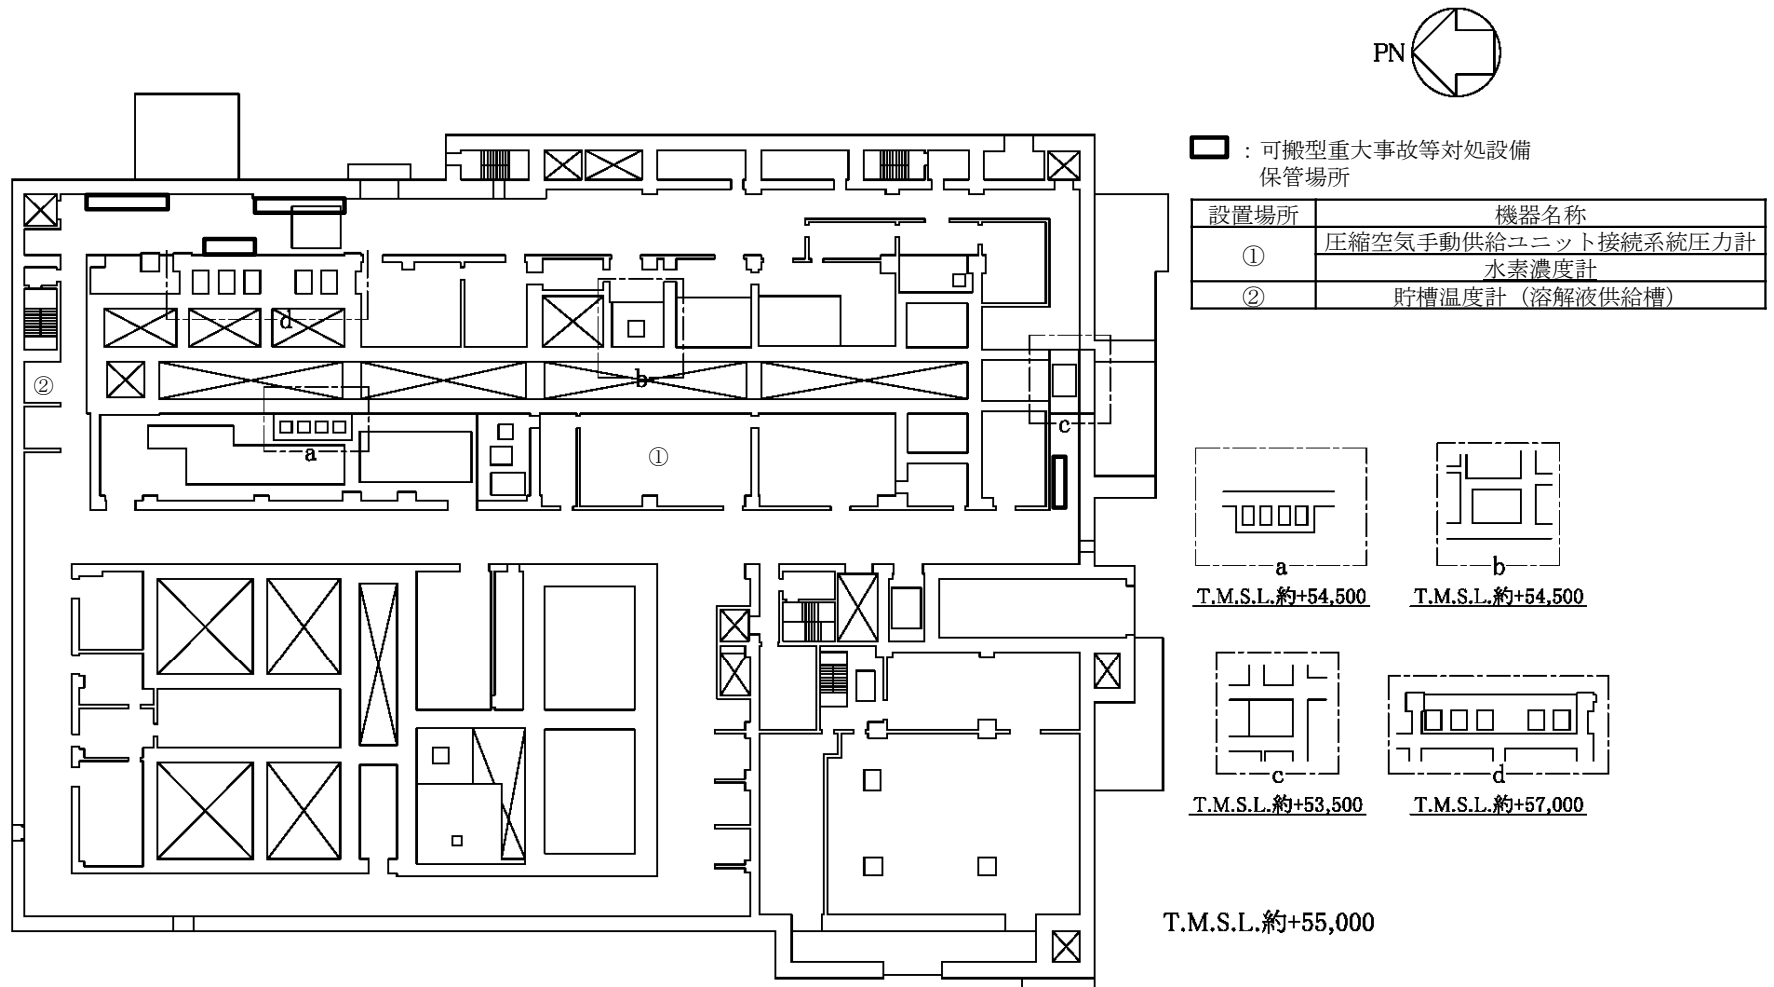 PN
：可搬型重大事故等対処設備
保管場所
設置場所 機器名称
① 圧縮空気手動供給ユニット接続系統圧力計
水素濃度計
② 貯槽温度計（溶解液供給槽）
d
b
②
c
a
①
a
T.M.S.L.約+54,500
b
T.M.S.L.約+54,500
c
T.M.S.L.約+53,500
d
T.M.S.L.約+57,000
T.M.S.L.約+55,000